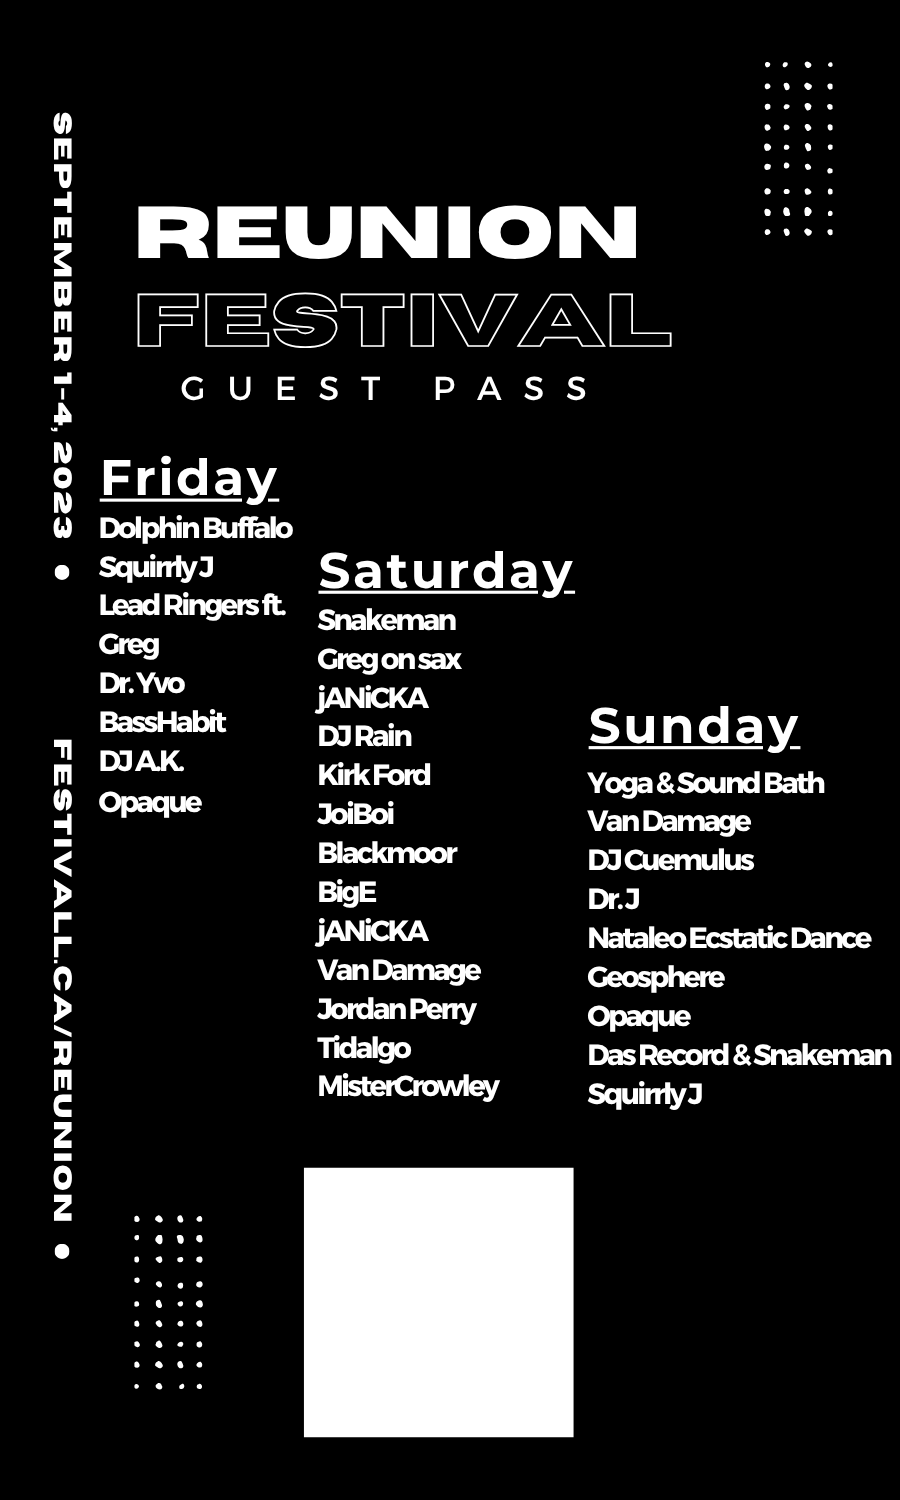 SEPTEMBER 1-4, 2023 •
FESTIVALL.CA/REUNION •
REUNION
FESTIVAL
GUEST PASS
Friday
Dolphin Buffalo
Squirrly J
Lead Ringers ft.
Greg
Dr. Yvo
BassHabit
DJ A.K.
Opaque
Saturday
Snakeman
Greg on sax
jANiCKA
DJ Rain
Kirk Ford
JoiBoi
Blackmoor
BigE
jANiCKA
Van Damage
Jordan Perry
Tidalgo
MisterCrowley
Sunday
Yoga & Sound Bath
Van Damage
DJ Cuemulus
Dr. J
Nataleo Ecstatic Dance
Geosphere
Opaque
Das Record & Snakeman
Squirrly J